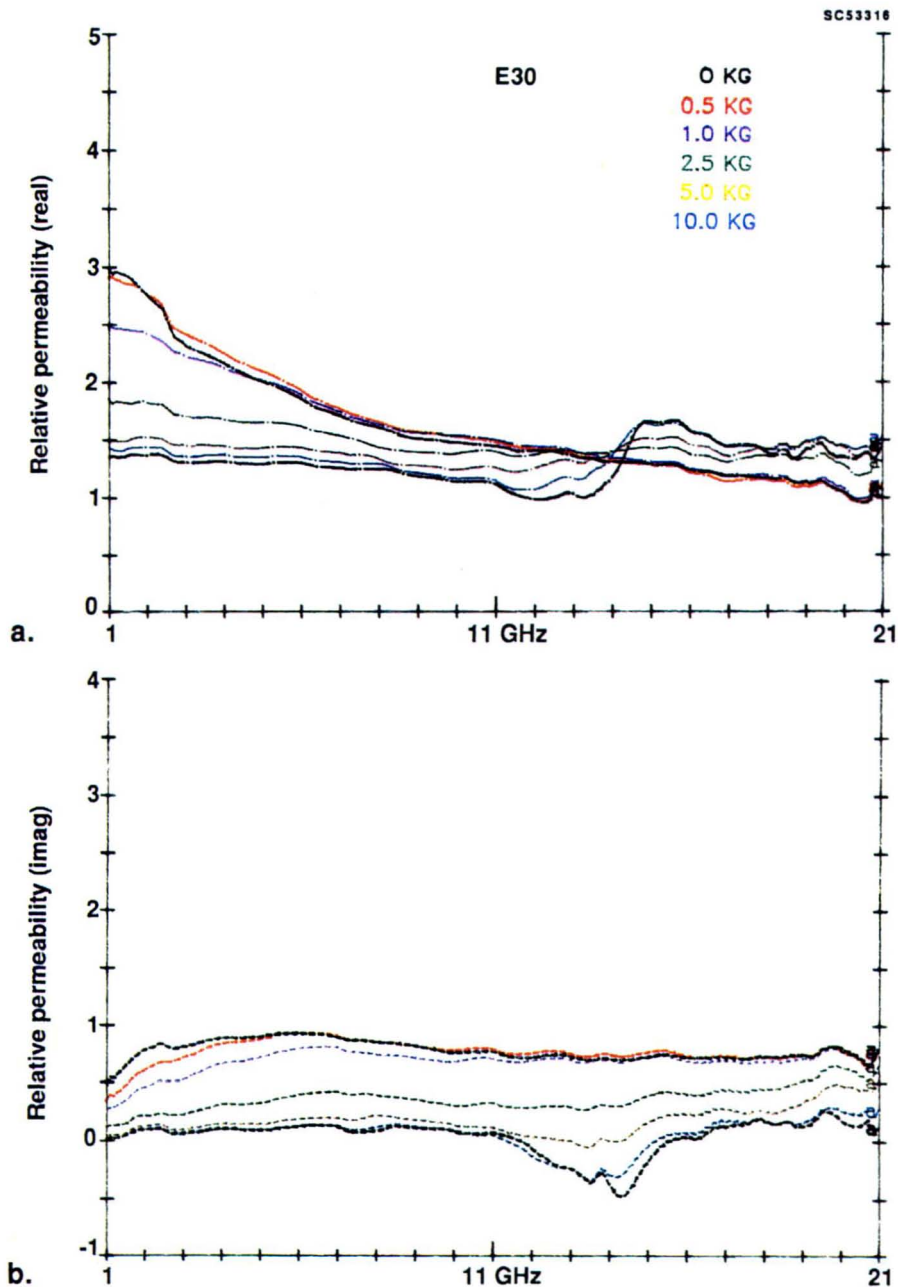 SC53316
E30
0 KG
0.5 KG
1.0 KG
2.5 KG
5.0 KG
10.0 KG
Relative permeability (real)
5
4
3
2
1
0
a.
1
11 GHz
21
Relative permeability (imag)
4
3
2
1
0
-1
b.
1
11 GHz
21